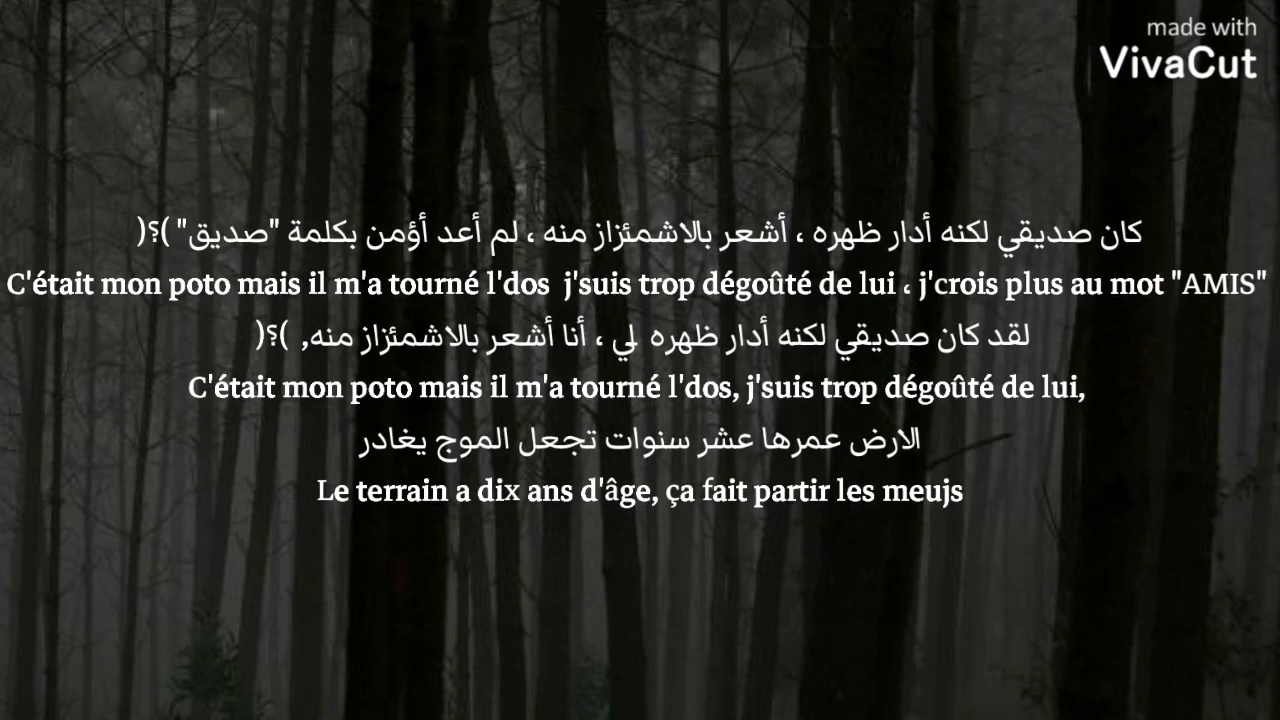 made with
VivaCut
كان صديقي لكنه أدار ظهره ، أشعر بالاشمئزاز منه ، لم أعد أؤمن بكلمة "صديق" )؟(
C'était mon poto mais il m'a tourné l'dos j'suis trop dégoûté de lui ، j'crois plus au mot "AMIS"
لقد كان صديقي لكنه أدار ظهره لي ، أنا أشعر بالاشمئزاز منه, )؟(
C'était mon poto mais il m'a tourné l'dos, j'suis trop dégoûté de lui,
الارض عمرها عشر سنوات تجعل الموج يغادر
Le terrain a dix ans d'âge, ça fait partir les meujs